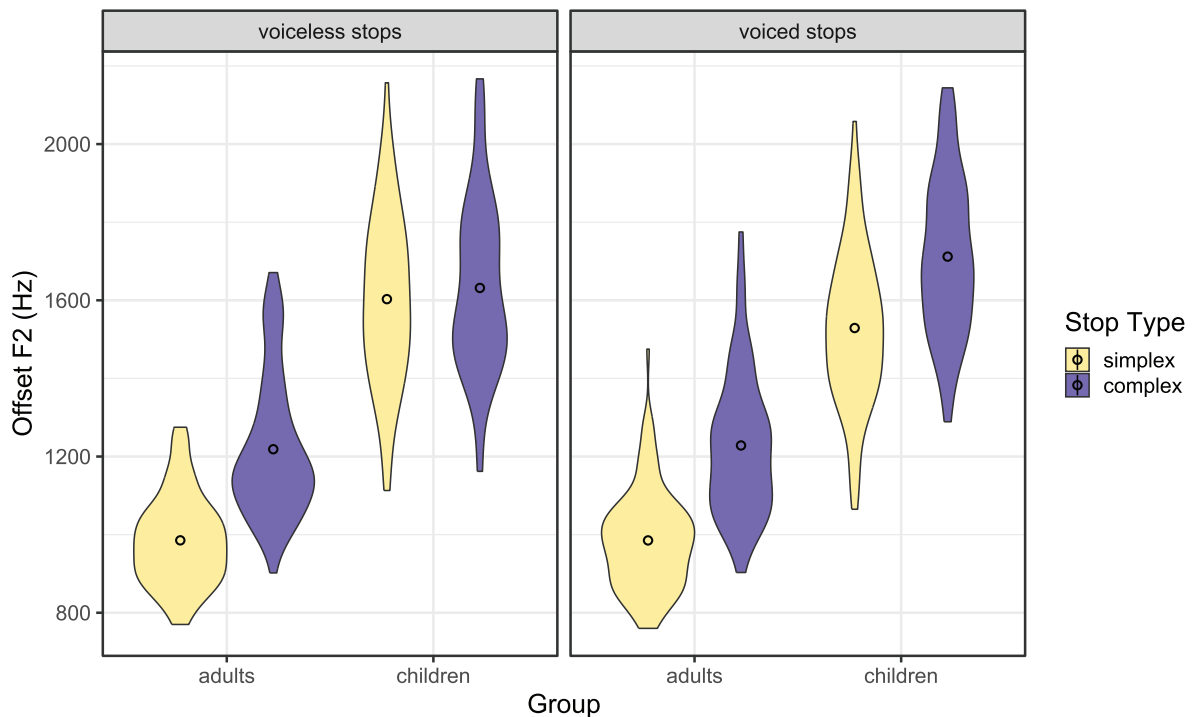 voiceless stops
voiced stops
Offset F2 (Hz)
2000
1600
1200
800
adults
children
adults
children
Group
Stop Type
simplex
complex